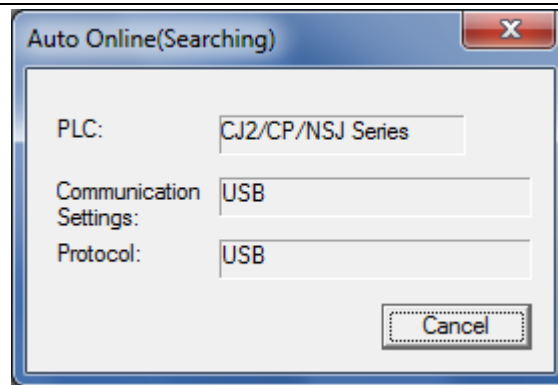 Auto Online(Searching)
PLC: CJ2/CP/NSJ Series
Communication Settings: USB
Protocol: USB
Cancel